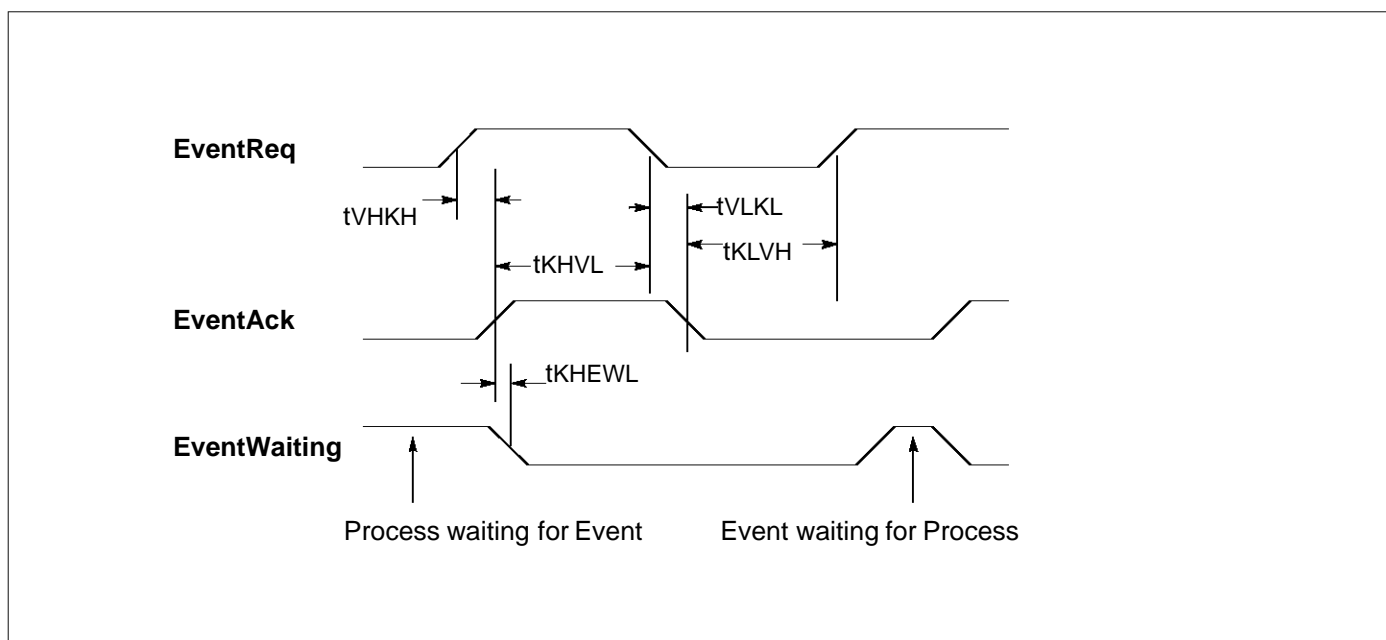 EventReq
tVHKH
tVLKL
tKLVH
tKHVL
EventAck
tKHEWL
EventWaiting
Process waiting for Event
Event waiting for Process